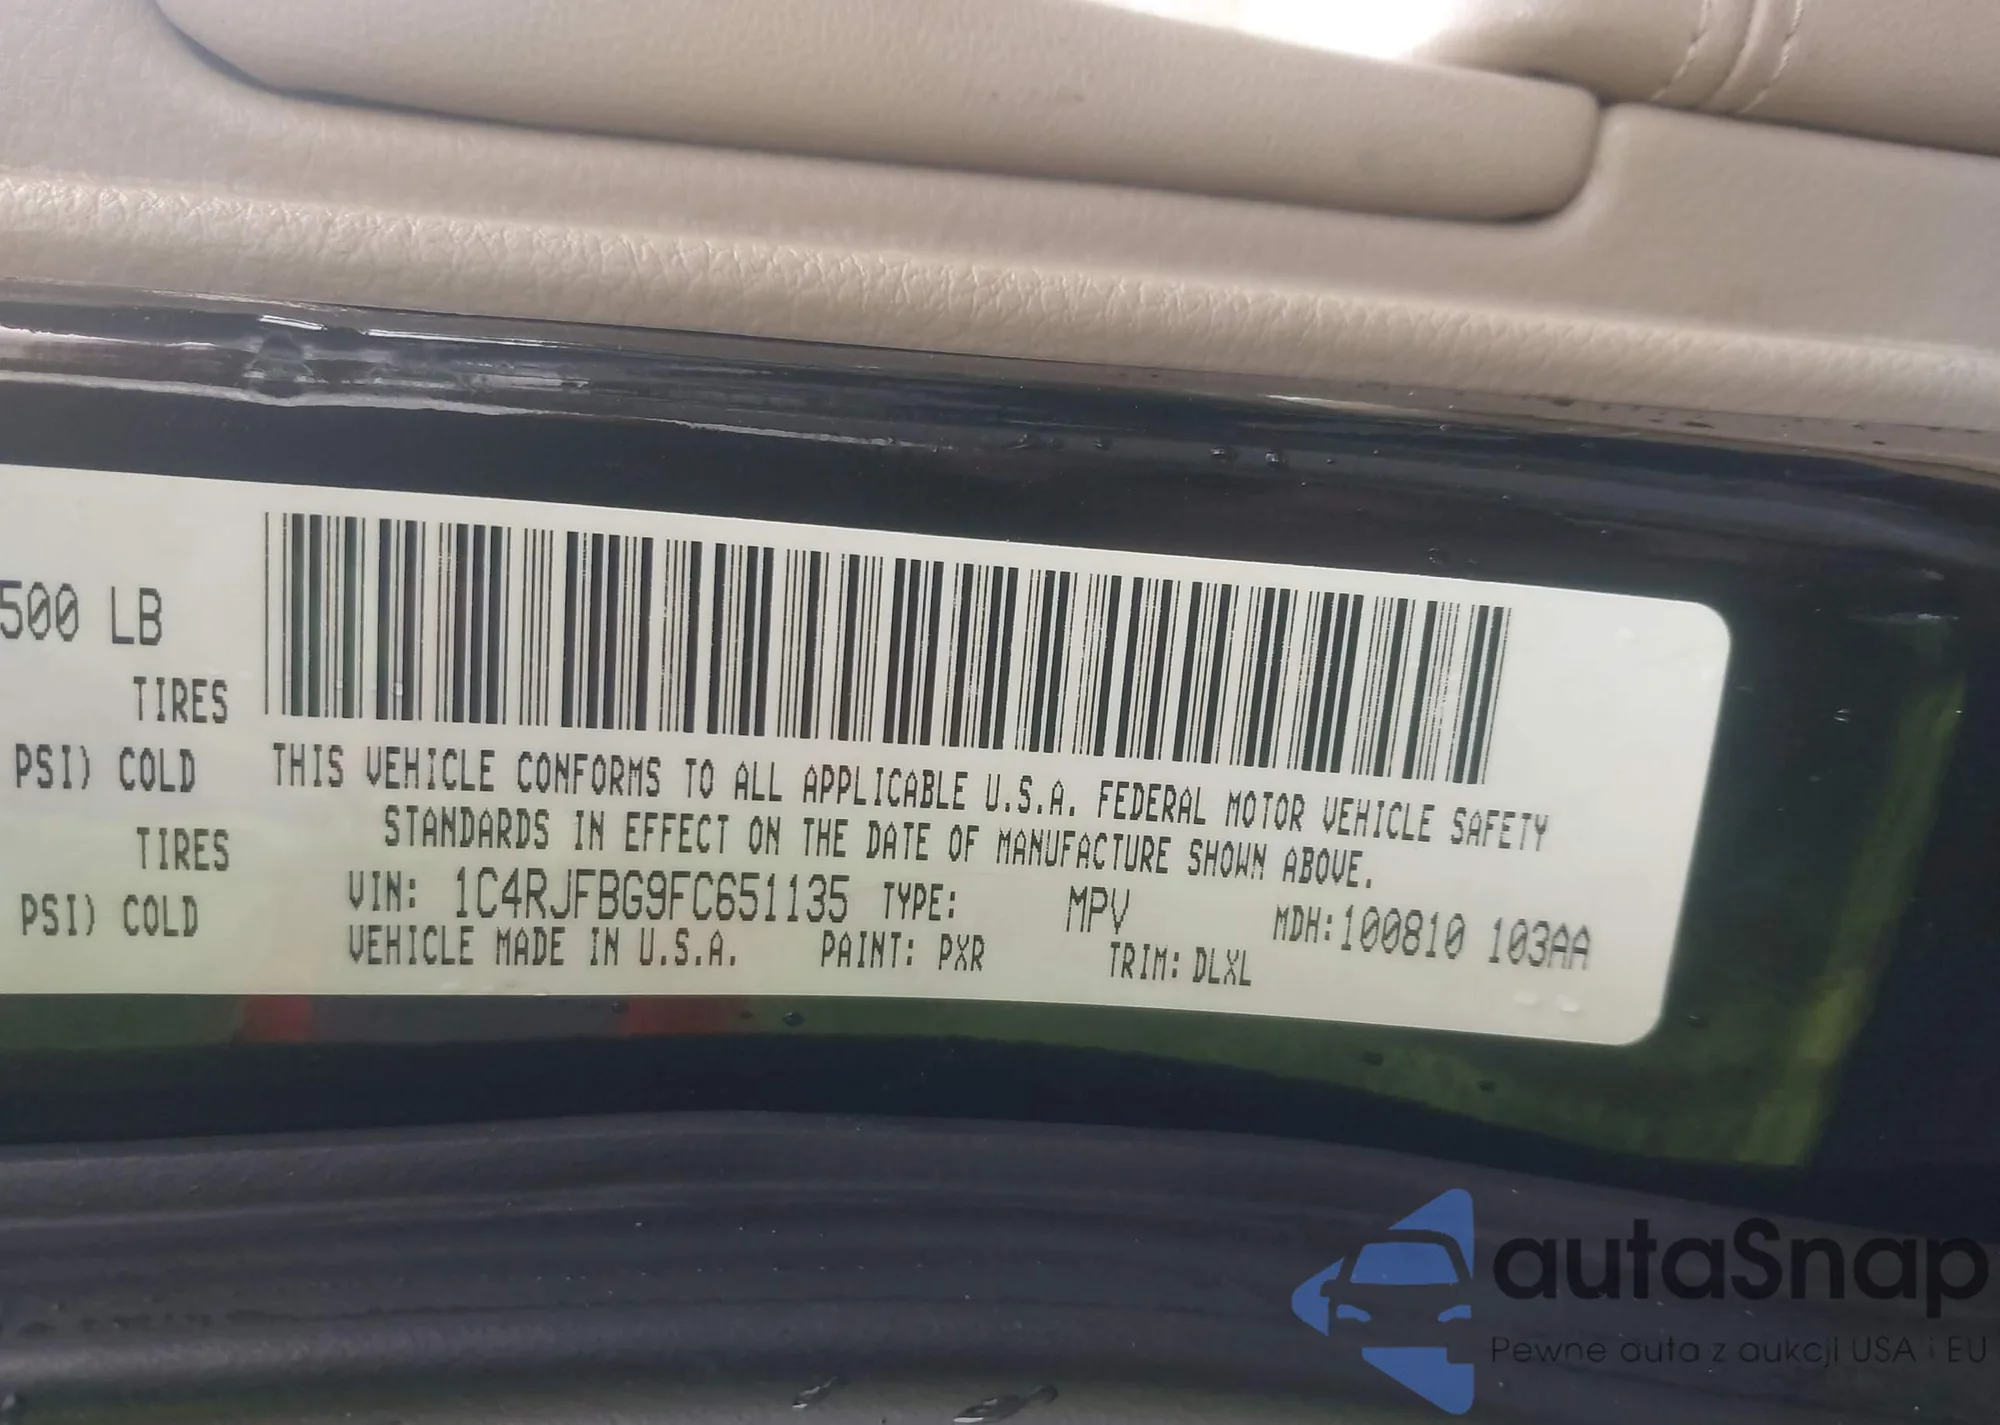 500 LB
TIRES
PSI) COLD
TIRES
PSI) COLD
THIS VEHICLE CONFORMS TO ALL APPLICABLE U.S.A. FEDERAL MOTOR VEHICLE SAFETY
STANDARDS IN EFFECT ON THE DATE OF MANUFACTURE SHOWN ABOVE.
VIN: 1C4RJFBG9FC651135 TYPE: MPV MDH:100810 103AA
VEHICLE MADE IN U.S.A. PAINT: PXR TRIM: DLXL
autaSnap
Pewne auta z aukcji USA i EU